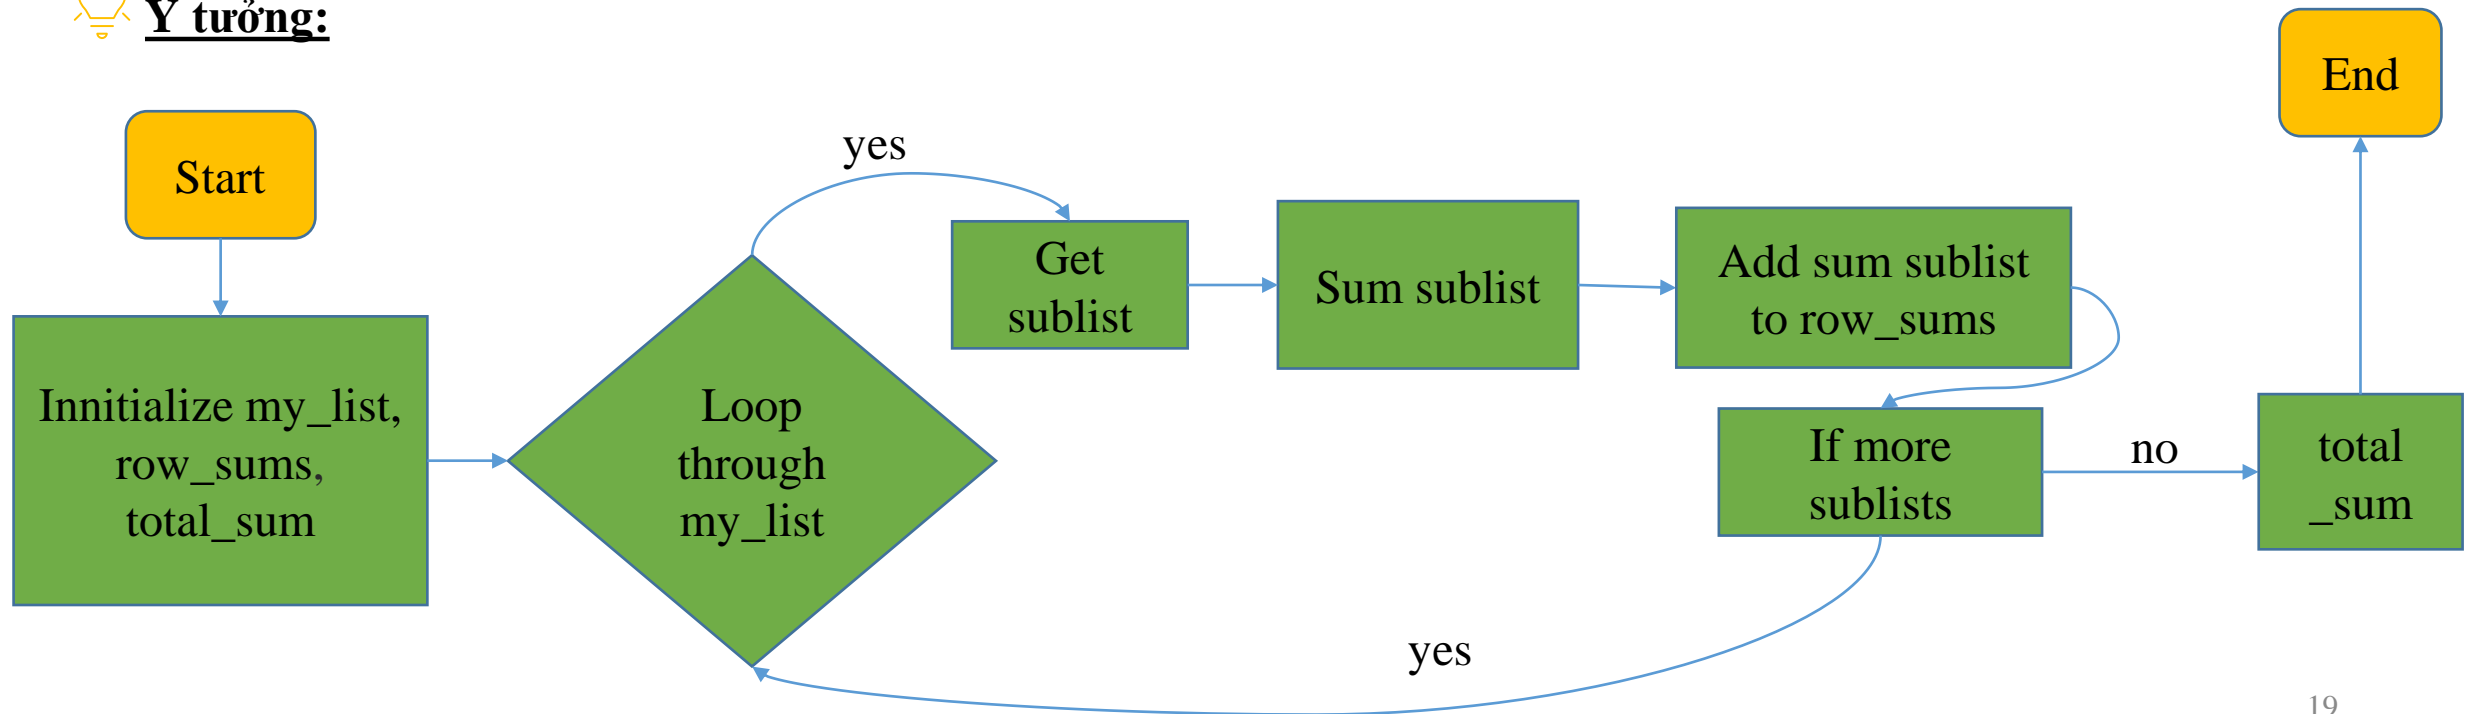 Ý tưởng:
Start
Innitialize my_list,
row_sums,
total_sum
Loop
through
my_list
yes
Get
sublist
Sum sublist
Add sum sublist
to row_sums
If more
sublists
yes
no
total
_sum
End
19